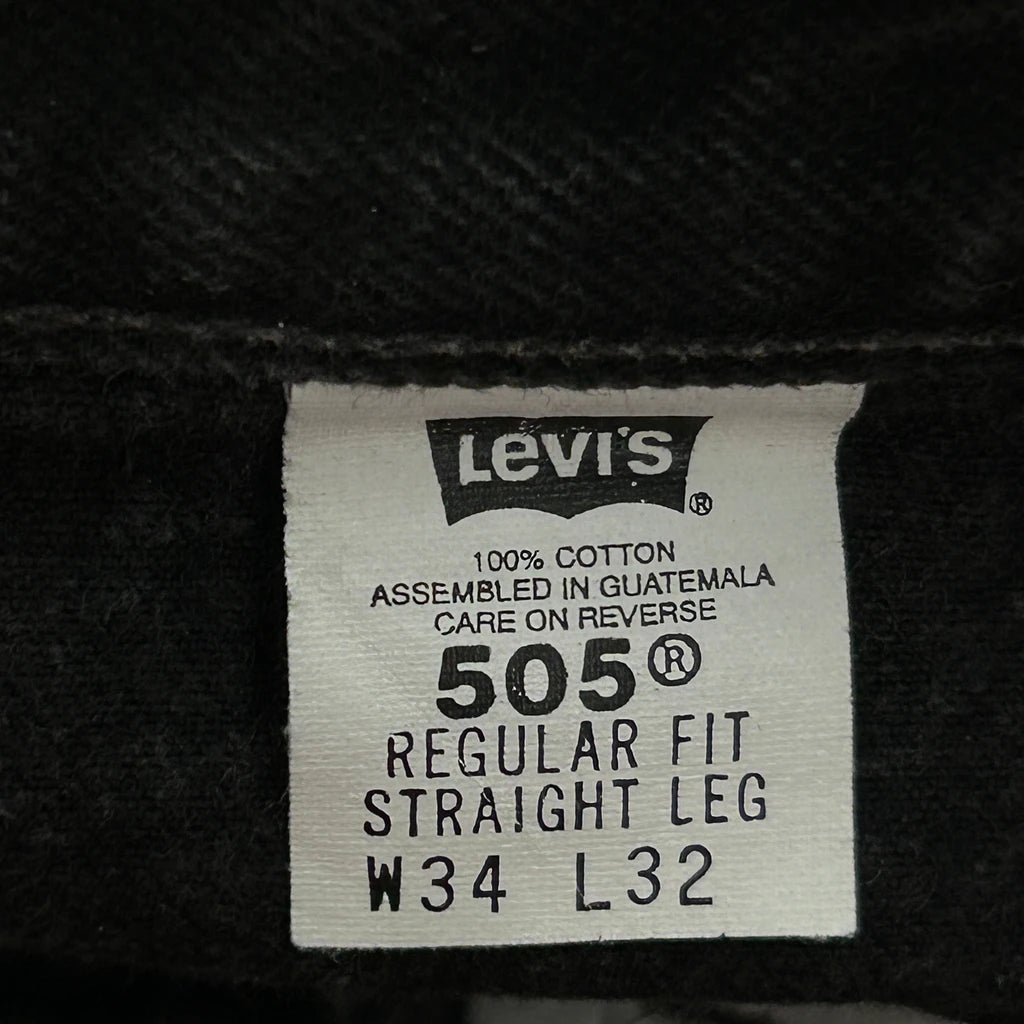 Levi's ®
100% COTTON
ASSEMBLED IN GUATEMALA
CARE ON REVERSE
505®
REGULAR FIT
STRAIGHT LEG
W34 L32